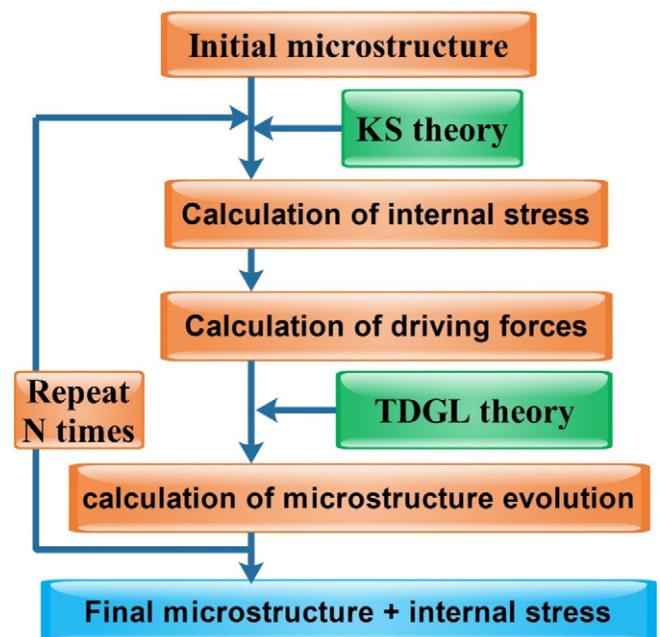 Initial microstructure
KS theory
Calculation of internal stress
Calculation of driving forces
Repeat
N times
TDGL theory
calculation of microstructure evolution
Final microstructure + internal stress